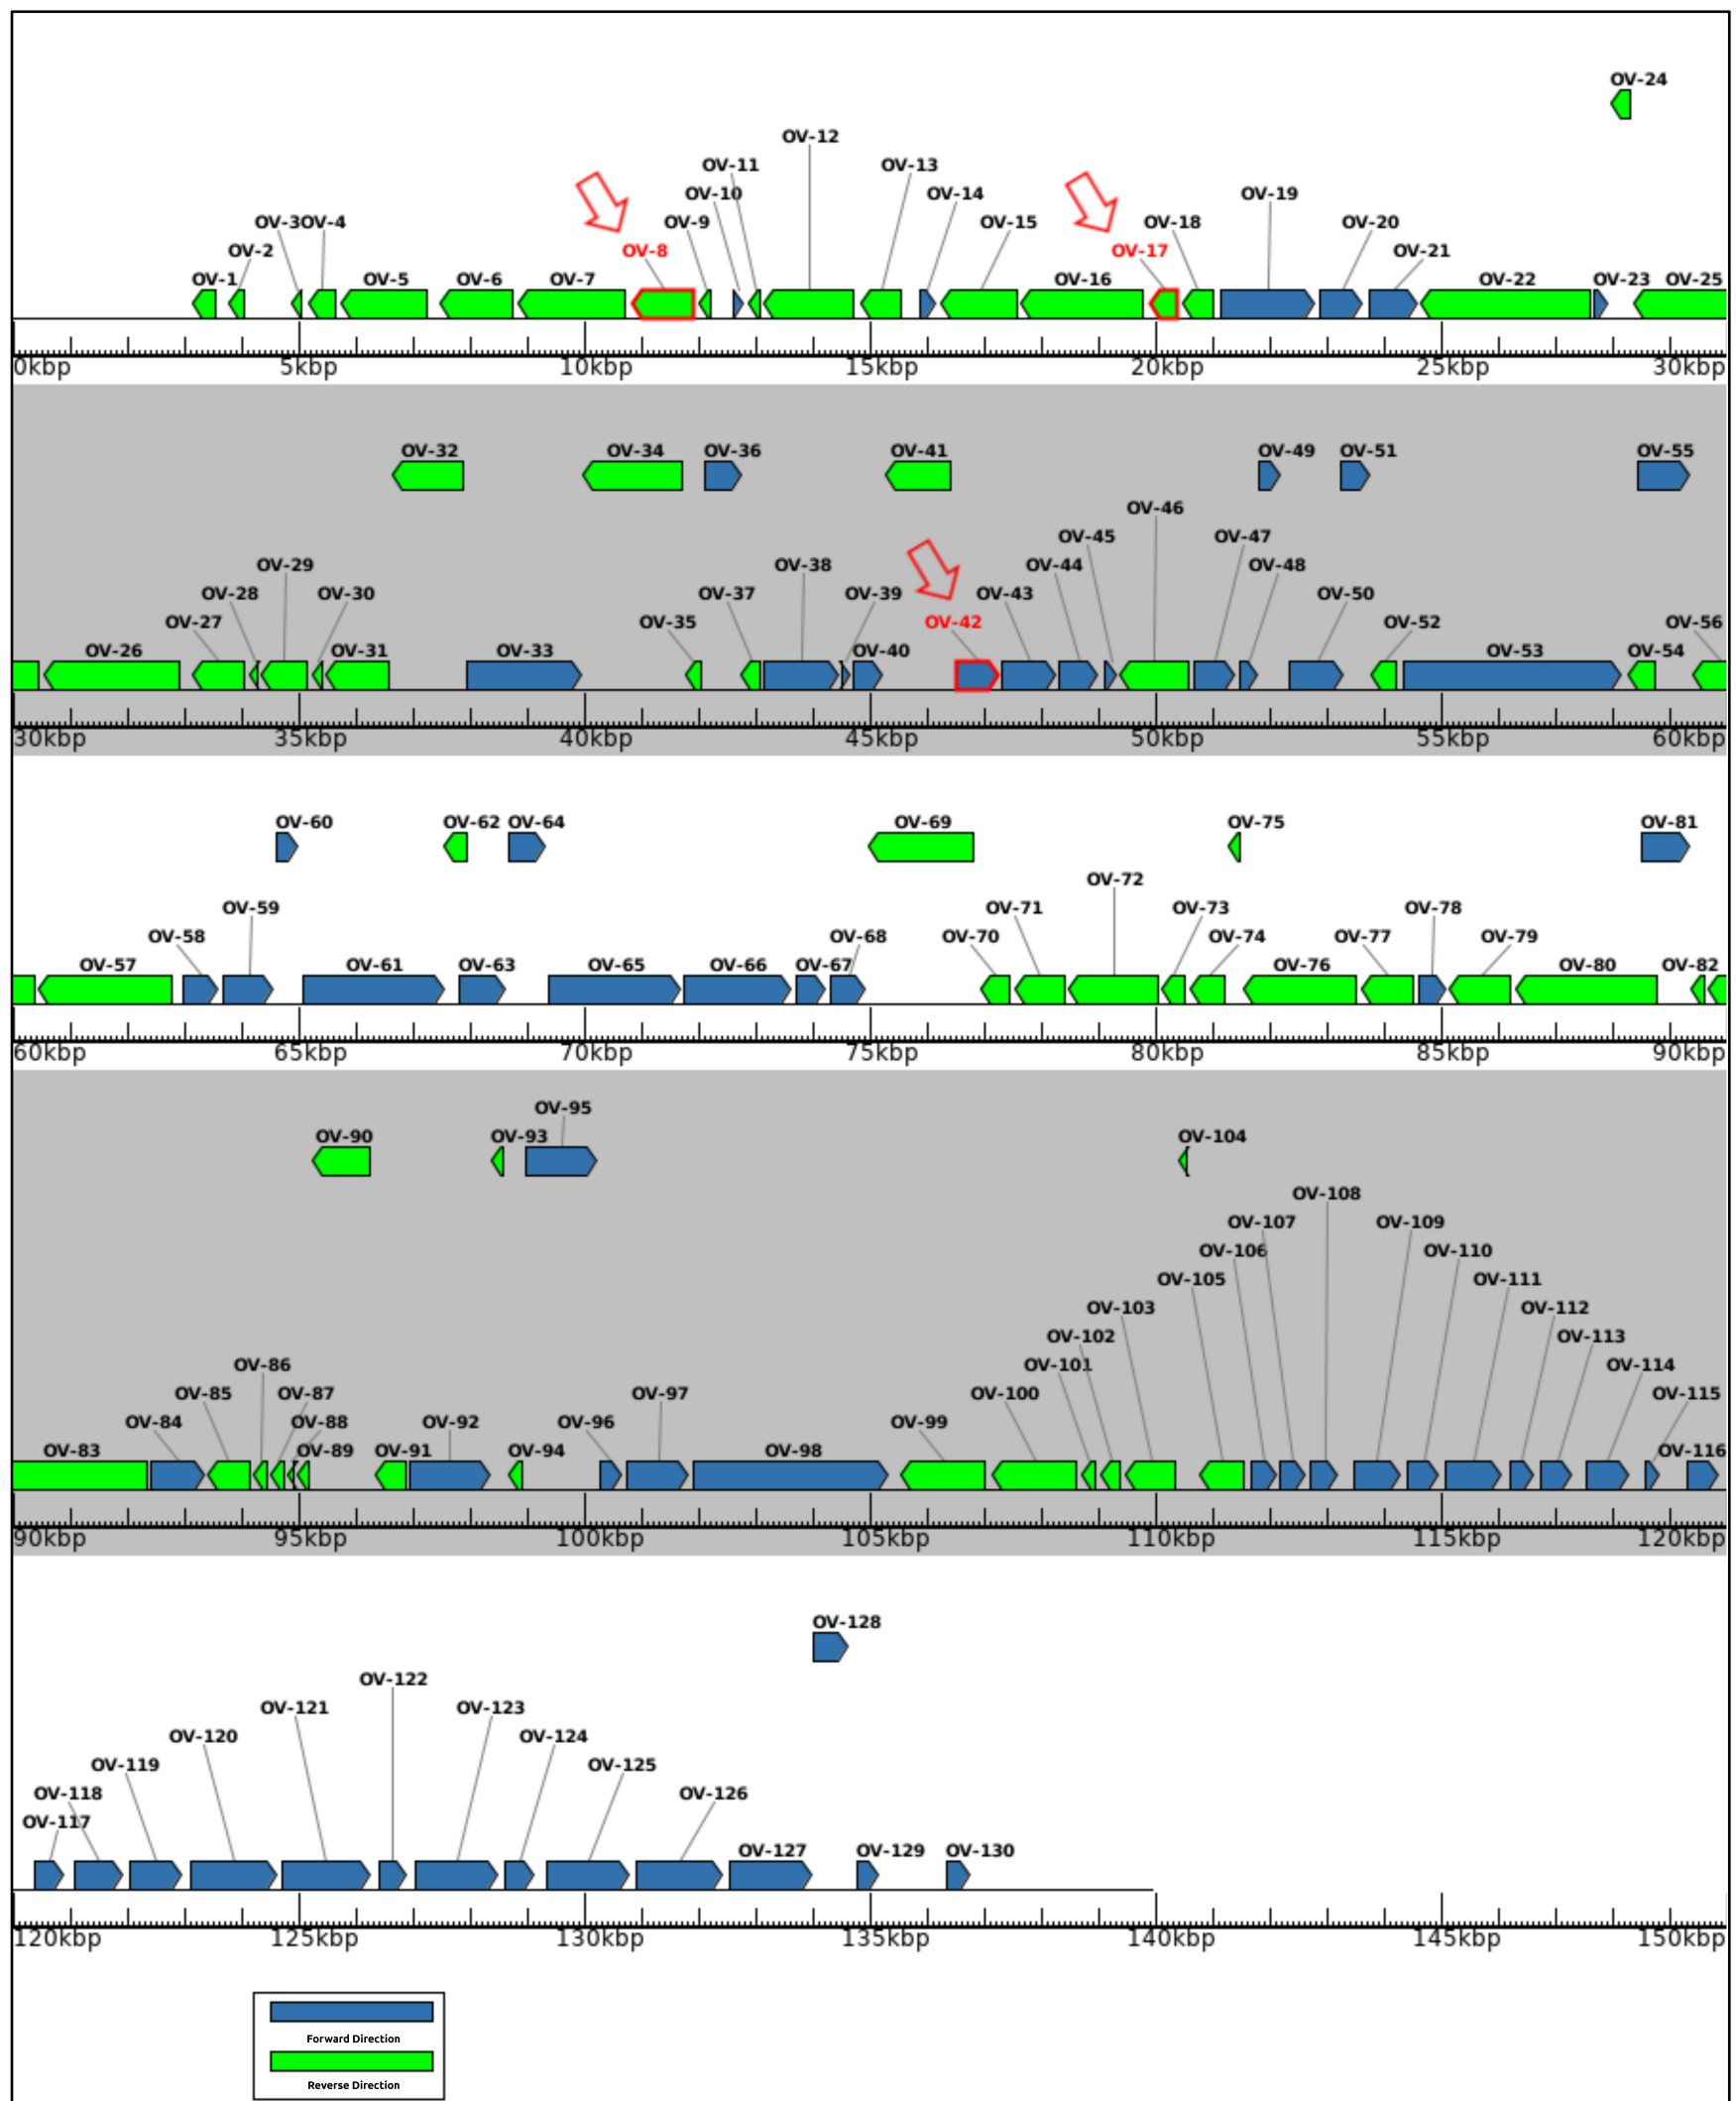 OV-24
OV-12
OV-11 OV-13
OV-10 OV-14 OV-19
OV-3 OV-4 OV-9 OV-15 OV-18 OV-20
OV-2 OV-8 OV-17 OV-21
OV-1 OV-5 OV-6 OV-7 OV-16 OV-22 OV-23 OV-25
0kbp 5kbp 10kbp 15kbp 20kbp 25kbp 30kbp
OV-32 OV-34 OV-36 OV-41 OV-49 OV-51 OV-55
OV-46
OV-45 OV-47
OV-29 OV-38 OV-44 OV-48
OV-28 OV-30 OV-37 OV-39 OV-43 OV-50
OV-27 OV-35 OV-42 OV-52 OV-56
OV-26 OV-31 OV-33 OV-40 OV-53 OV-54
30kbp 35kbp 40kbp 45kbp 50kbp 55kbp 60kbp
OV-60 OV-62 OV-64 OV-69 OV-75 OV-81
OV-72
OV-59 OV-71 OV-73 OV-78
OV-58 OV-68 OV-70 OV-74 OV-77 OV-79
OV-57 OV-61 OV-63 OV-65 OV-66 OV-67 OV-76 OV-80 OV-82
60kbp 65kbp 70kbp 75kbp 80kbp 85kbp 90kbp
OV-95
OV-90 OV-93 OV-104
OV-108
OV-107 OV-109
OV-106 OV-110
OV-105 OV-111
OV-103 OV-112
OV-102 OV-113
OV-86 OV-101 OV-114
OV-85 OV-87 OV-97 OV-100 OV-115
OV-84 OV-88 OV-92 OV-96 OV-99
OV-83 OV-89 OV-91 OV-94 OV-98 OV-116
90kbp 95kbp 100kbp 105kbp 110kbp 115kbp 120kbp
OV-128
OV-122
OV-121 OV-123
OV-120 OV-124
OV-119 OV-125
OV-118 OV-126
OV-117
OV-127 OV-129 OV-130
120kbp 125kbp 130kbp 135kbp 140kbp 145kbp 150kbp
Forward Direction
Reverse Direction